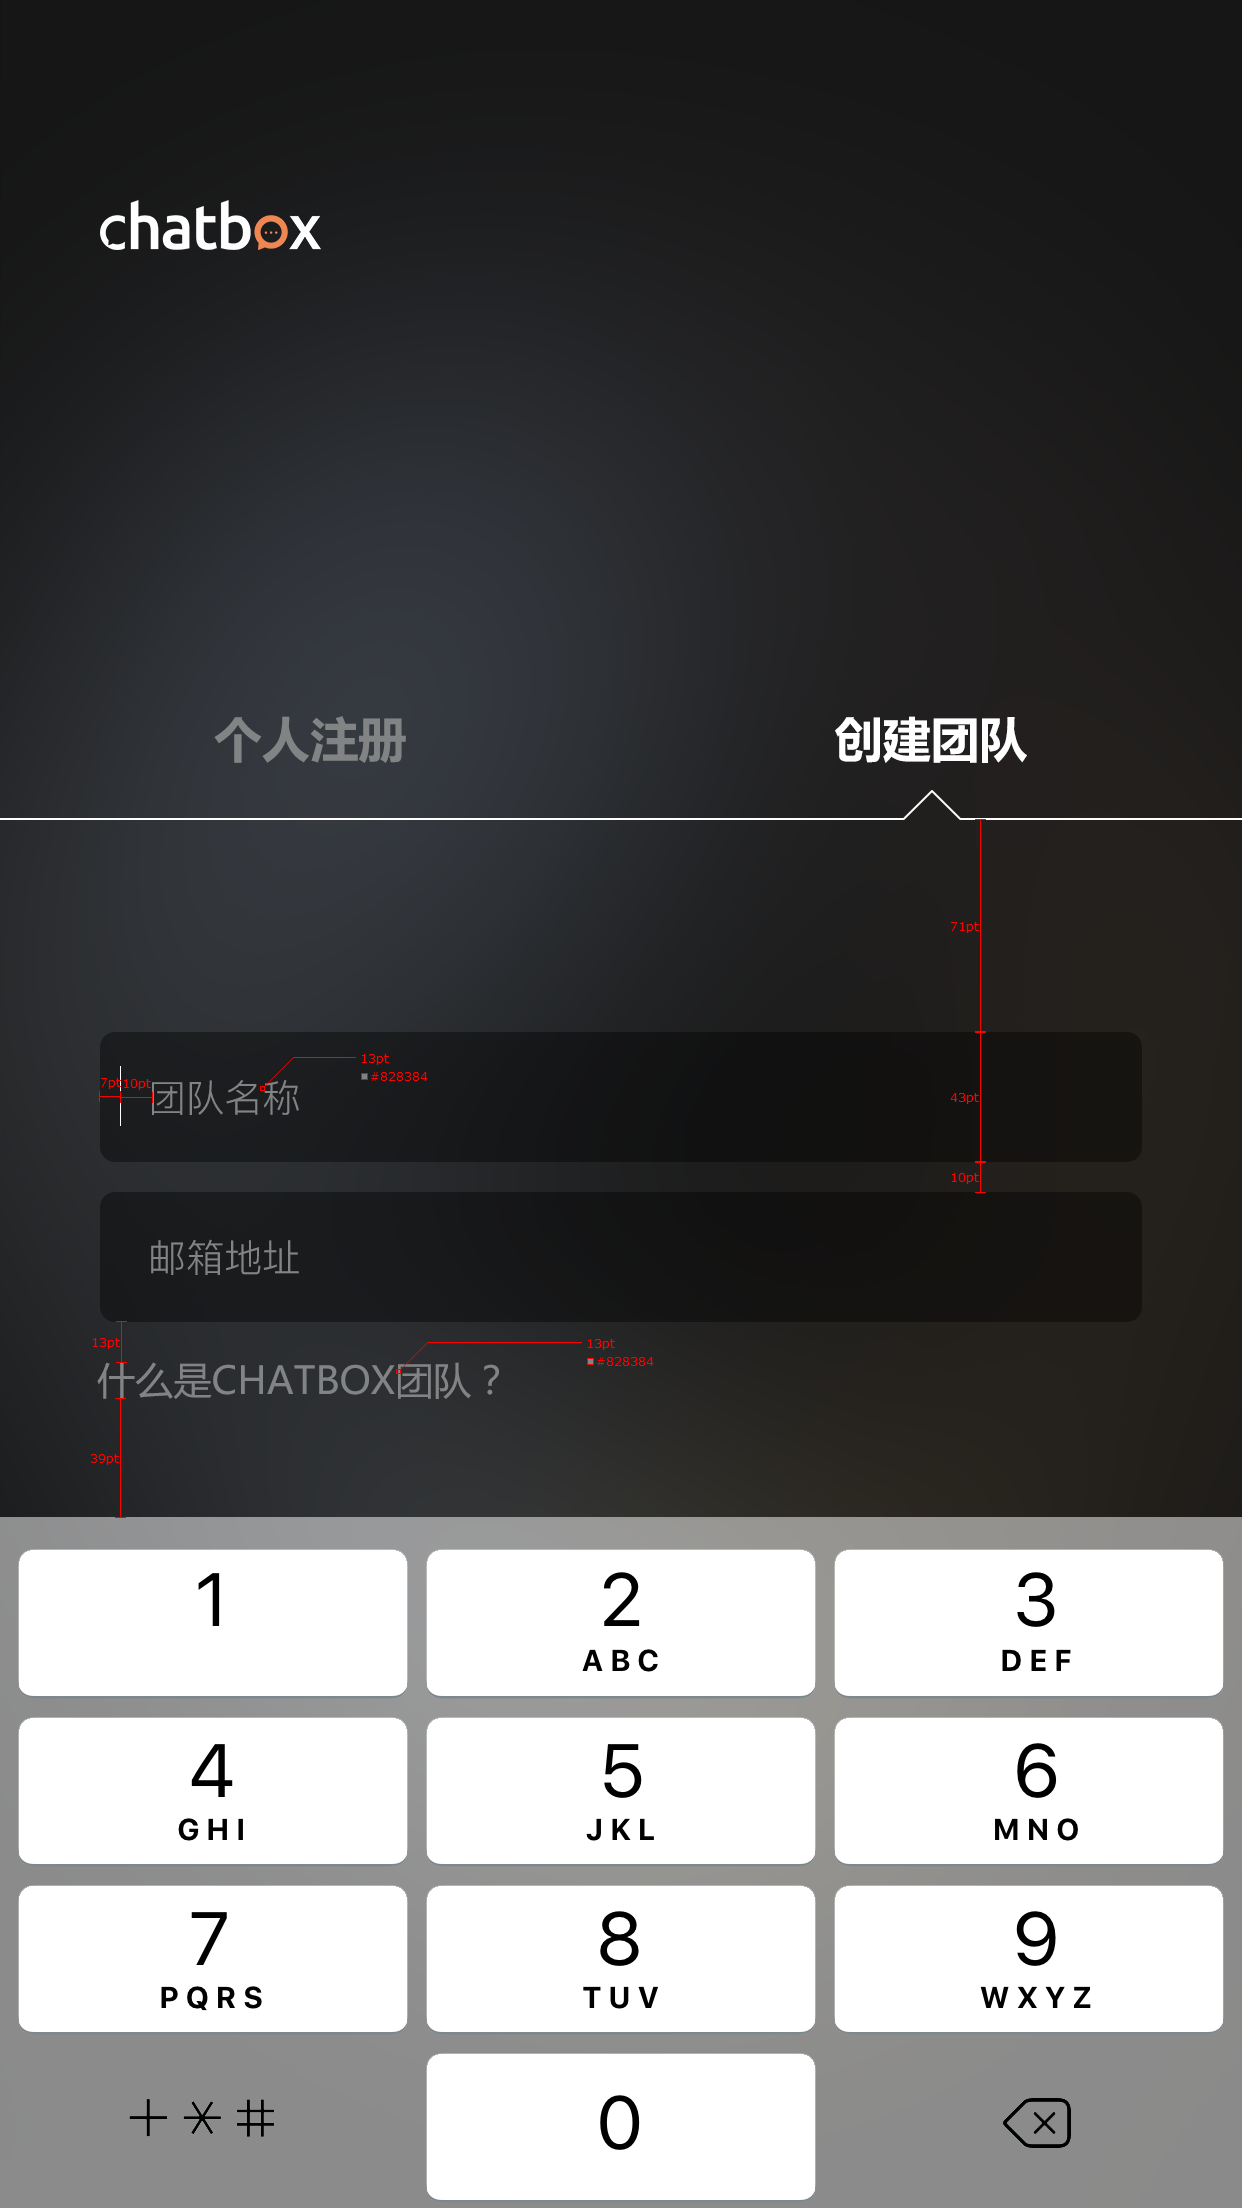 chatbox
个人注册 创建团队
71pt
13pt
#828384
7pt 10pt 团队名称
43pt
10pt
邮箱地址
13pt
13pt
#828384
什么是CHATBOX团队？
39pt
1 2 3
ABC DEF
4 5 6
GHI JKL MNO
7 8 9
PQRS TUV WXYZ
+*# 0